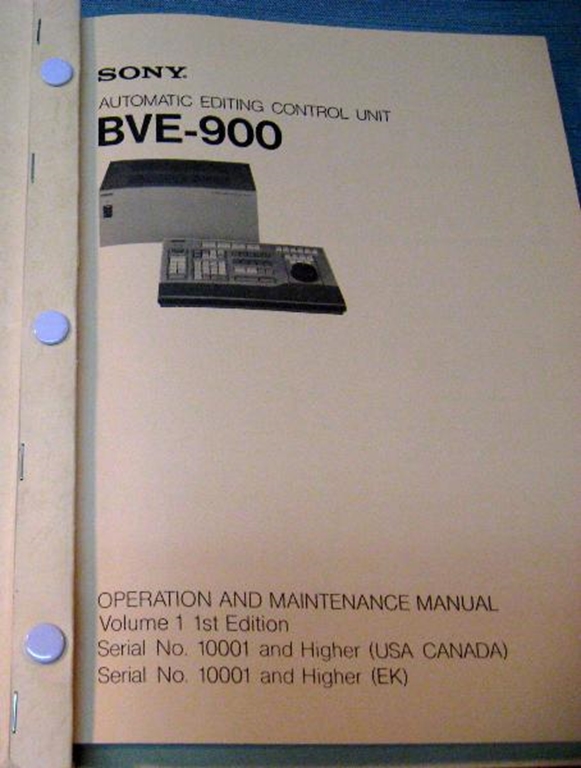 SONY.
AUTOMATIC EDITING CONTROL UNIT
BVE-900
OPERATION AND MAINTENANCE MANUAL
Volume 1 1st Edition
Serial No. 10001 and Higher (USA CANADA)
Serial No. 10001 and Higher (EK)